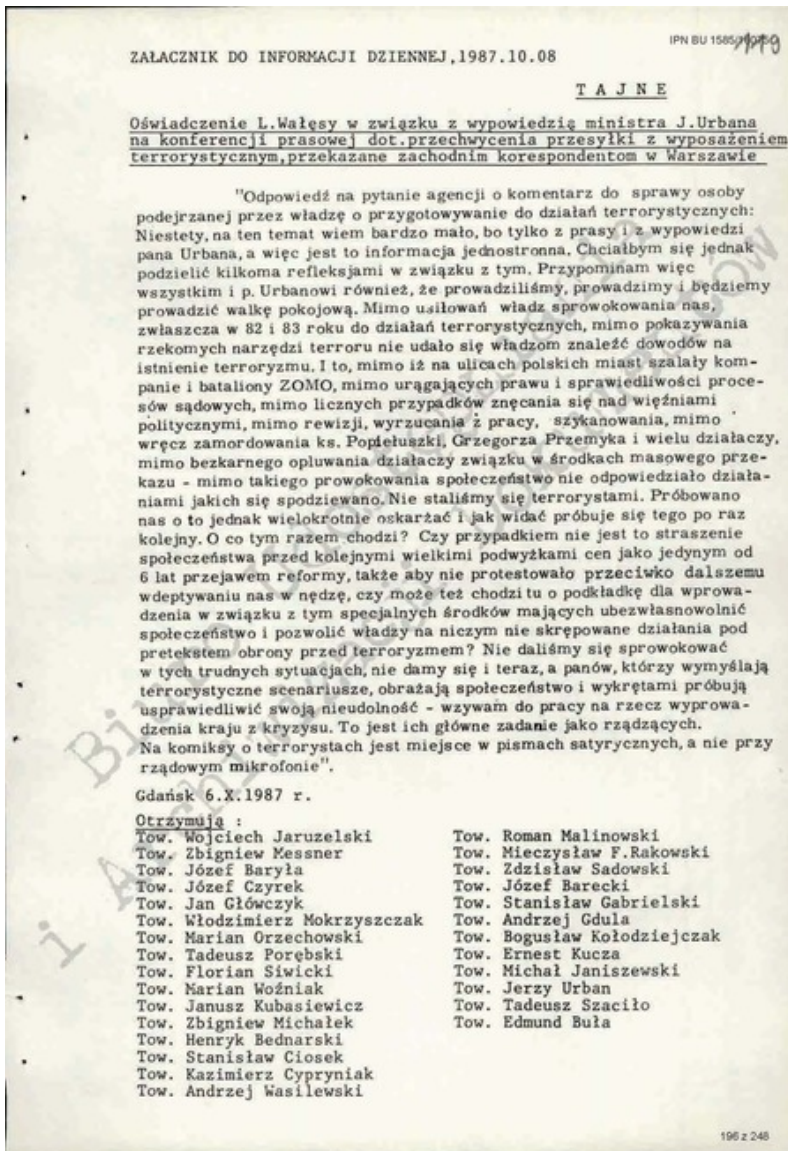 IPN BU 1585/
119
ZAŁACZNIK DO INFORMACJI DZIENNEJ,1987.10.08
T A J N E
Oświadczenie L.Wałęsy w związku z wypowiedzią ministra J.Urbana
na konferencji prasowej dot.przechwycenia przesyłki z wyposażeniem
terrorystycznym,przekazane zachodnim korespondentom w Warszawie
"Odpowiedź na pytanie agencji o komentarz do sprawy osoby
podejrzanej przez władzę o przygotowywanie do działań terrorystycznych:
Niestety, na ten temat wiem bardzo mało, bo tylko z prasy i z wypowiedzi
pana Urbana, a więc jest to informacja jednostronna. Chciałbym się jednak
podzielić kilkoma refleksjami w związku z tym. Przypominam więc
wszystkim i p. Urbanowi również, że prowadziliśmy, prowadzimy i będziemy
prowadzić walkę pokojową. Mimo usiłowań władz sprowokowania nas,
zwłaszcza w 82 i 83 roku do działań terrorystycznych, mimo pokazywania
rzekomych narzędzi terroru nie udało się władzom znaleźć dowodów na
istnienie terroryzmu. I to, mimo iż na ulicach polskich miast szalały kom-
panie i bataliony ZOMO, mimo urągających prawu i sprawiedliwości proce-
sów sądowych, mimo licznych przypadków znęcania się nad więźniami
politycznymi, mimo rewizji, wyrzucania z pracy, szykanowania, mimo
wręcz zamordowania ks. Popiełuszki, Grzegorza Przemyka i wielu działaczy,
mimo bezkarnego opluwania działaczy związku w środkach masowego prze-
kazu - mimo takiego prowokowania społeczeństwo nie odpowiedziało działa-
niami jakich się spodziewano. Nie staliśmy się terrorystami. Próbowano
nas o to jednak wielokrotnie oskarżać i jak widać próbuje się tego po raz
kolejny. O co tym razem chodzi? Czy przypadkiem nie jest to straszenie
społeczeństwa przed kolejnymi wielkimi podwyżkami cen jako jedynym od
6 lat przejawem reformy, także aby nie protestowało przeciwko dalszemu
wdeptywaniu nas w nędzę, czy może też chodzi tu o podkładkę dla wprowa-
dzenia w związku z tym specjalnych środków mających ubezwłasnowolnić
społeczeństwo i pozwolić władzy na niczym nie skrępowane działania pod
pretekstem obrony przed terroryzmem? Nie daliśmy się sprowokować
w tych trudnych sytuacjach, nie damy się i teraz, a panów, którzy wymyślają
terrorystyczne scenariusze, obrażają społeczeństwo i wykrętami próbują
usprawiedliwić swoją nieudolność - wzywam do pracy na rzecz wyprowa-
dzenia kraju z kryzysu. To jest ich główne zadanie jako rządzących.
Na komiksy o terrorystach jest miejsce w pismach satyrycznych, a nie przy
rządowym mikrofonie".
Gdańsk 6.X.1987 r.
Otrzymują :
Tow. Wojciech Jaruzelski
Tow. Zbigniew Messner
Tow. Józef Baryła
Tow. Józef Czyrek
Tow. Jan Główczyk
Tow. Włodzimierz Mokrzyszczak
Tow. Marian Orzechowski
Tow. Tadeusz Porębski
Tow. Florian Siwicki
Tow. Marian Woźniak
Tow. Janusz Kubasiewicz
Tow. Zbigniew Michałek
Tow. Henryk Bednarski
Tow. Stanisław Ciosek
Tow. Kazimierz Cypryniak
Tow. Andrzej Wasilewski
Tow. Roman Malinowski
Tow. Mieczysław F.Rakowski
Tow. Zdzisław Sadowski
Tow. Józef Barecki
Tow. Stanisław Gabrielski
Tow. Andrzej Gdula
Tow. Bogusław Kołodziejczak
Tow. Ernest Kucza
Tow. Michał Janiszewski
Tow. Jerzy Urban
Tow. Tadeusz Szaciło
Tow. Edmund Buła
196 z 248